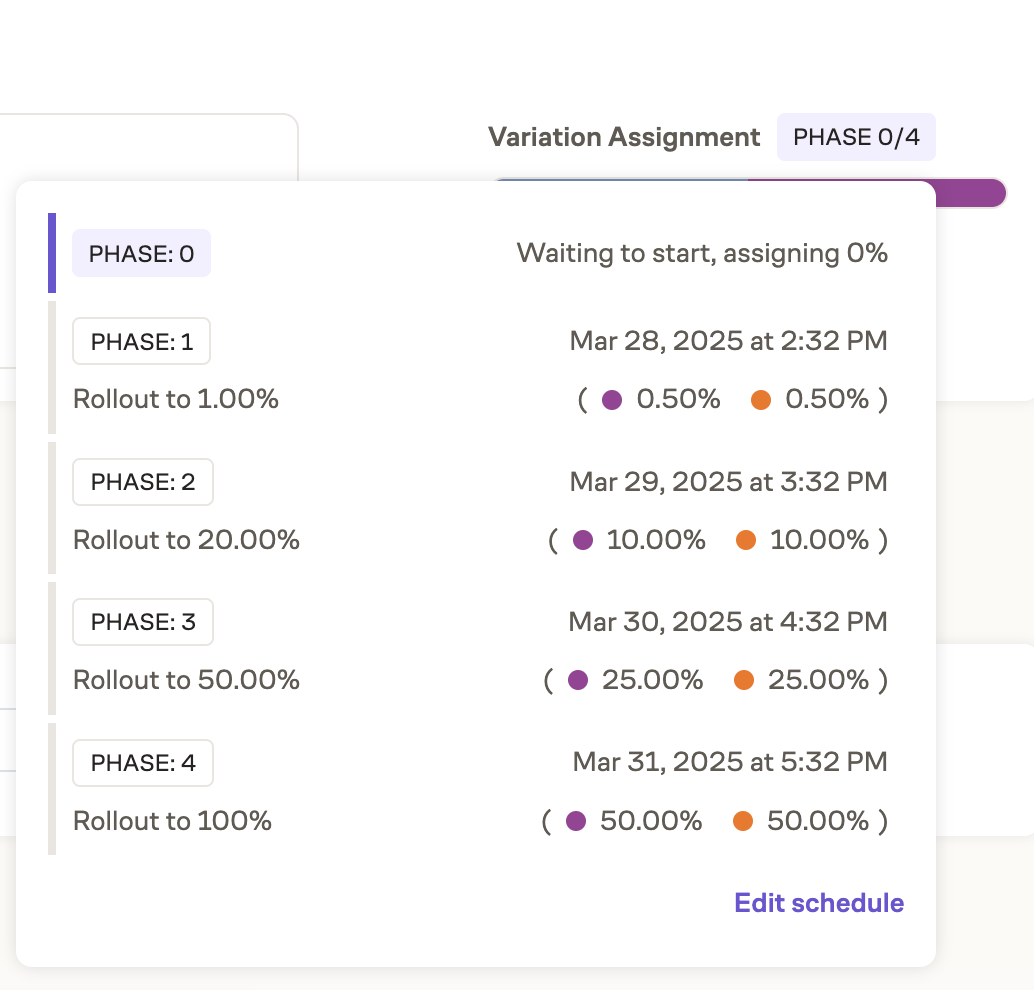 Variation Assignment PHASE 0/4
PHASE: 0 Waiting to start, assigning 0%
PHASE: 1 Mar 28, 2025 at 2:32 PM
Rollout to 1.00% ( 0.50% 0.50% )
PHASE: 2 Mar 29, 2025 at 3:32 PM
Rollout to 20.00% ( 10.00% 10.00% )
PHASE: 3 Mar 30, 2025 at 4:32 PM
Rollout to 50.00% ( 25.00% 25.00% )
PHASE: 4 Mar 31, 2025 at 5:32 PM
Rollout to 100% ( 50.00% 50.00% )
Edit schedule